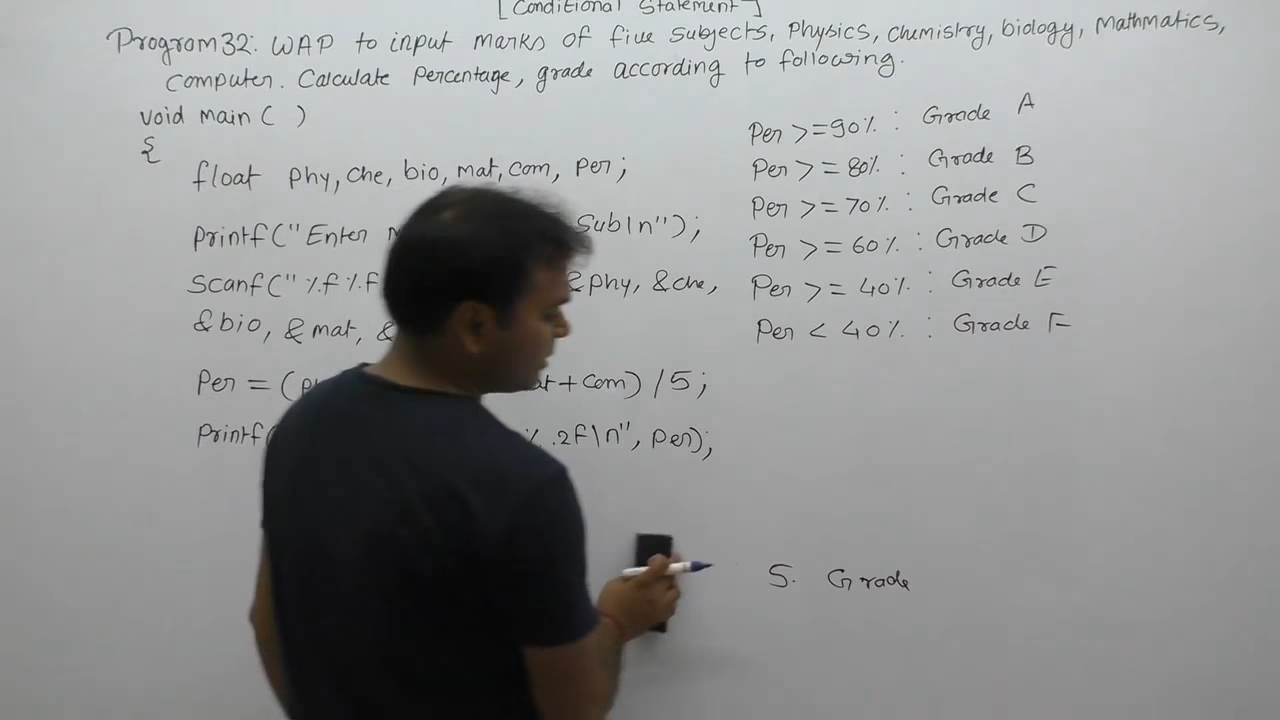 [Conditional Statement]
Program 32: WAP to input marks of five subjects, Physics, Chemistry, biology, Mathmatics,
Computer. Calculate Percentage, grade according to following.
void main ( )
{
float phy, che, bio, mat, com, per;
printf("Enter Sub\n");
scanf("%f %f &phy, &che,
&bio, &mat, &
Per = ( + com) / 5;
printf( .2f\n", per);
Per >= 90% : Grade A
Per >= 80% : Grade B
Per >= 70% : Grade C
Per >= 60% : Grade D
Per >= 40% : Grade E
Per < 40% : Grade F
5. Grade